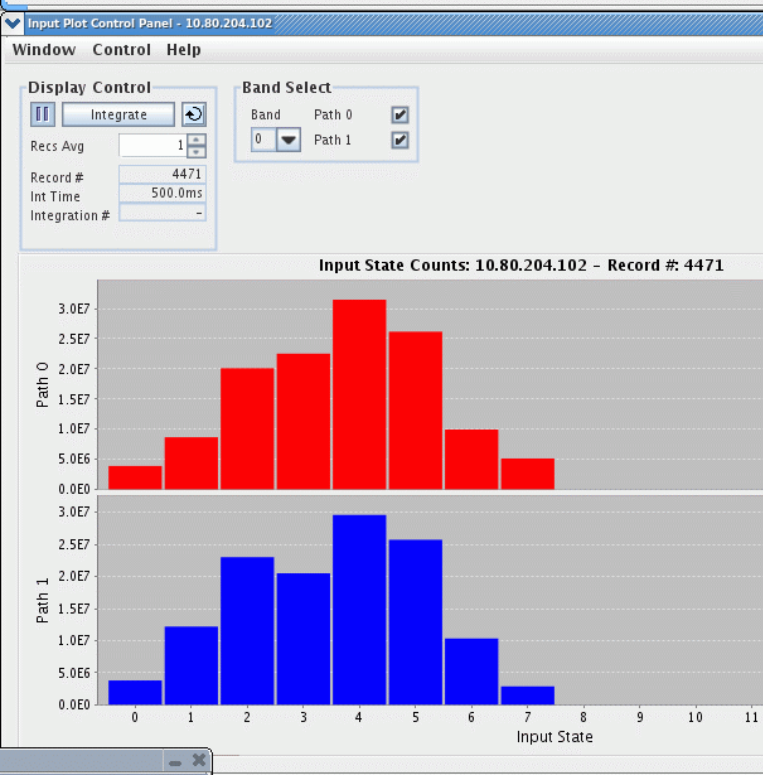 Input Plot Control Panel - 10.80.204.102
Window Control Help
Display Control
Integrate
Recs Avg 1
Record # 4471
Int Time 500.0ms
Integration # -
Band Select
Band Path 0
0 Path 1
Input State Counts: 10.80.204.102 - Record #: 4471
Path 0
3.0E7
2.5E7
2.0E7
1.5E7
1.0E7
5.0E6
0.0E0
Path 1
3.0E7
2.5E7
2.0E7
1.5E7
1.0E7
5.0E6
0.0E0
0 1 2 3 4 5 6 7 8 9 10 11
Input State